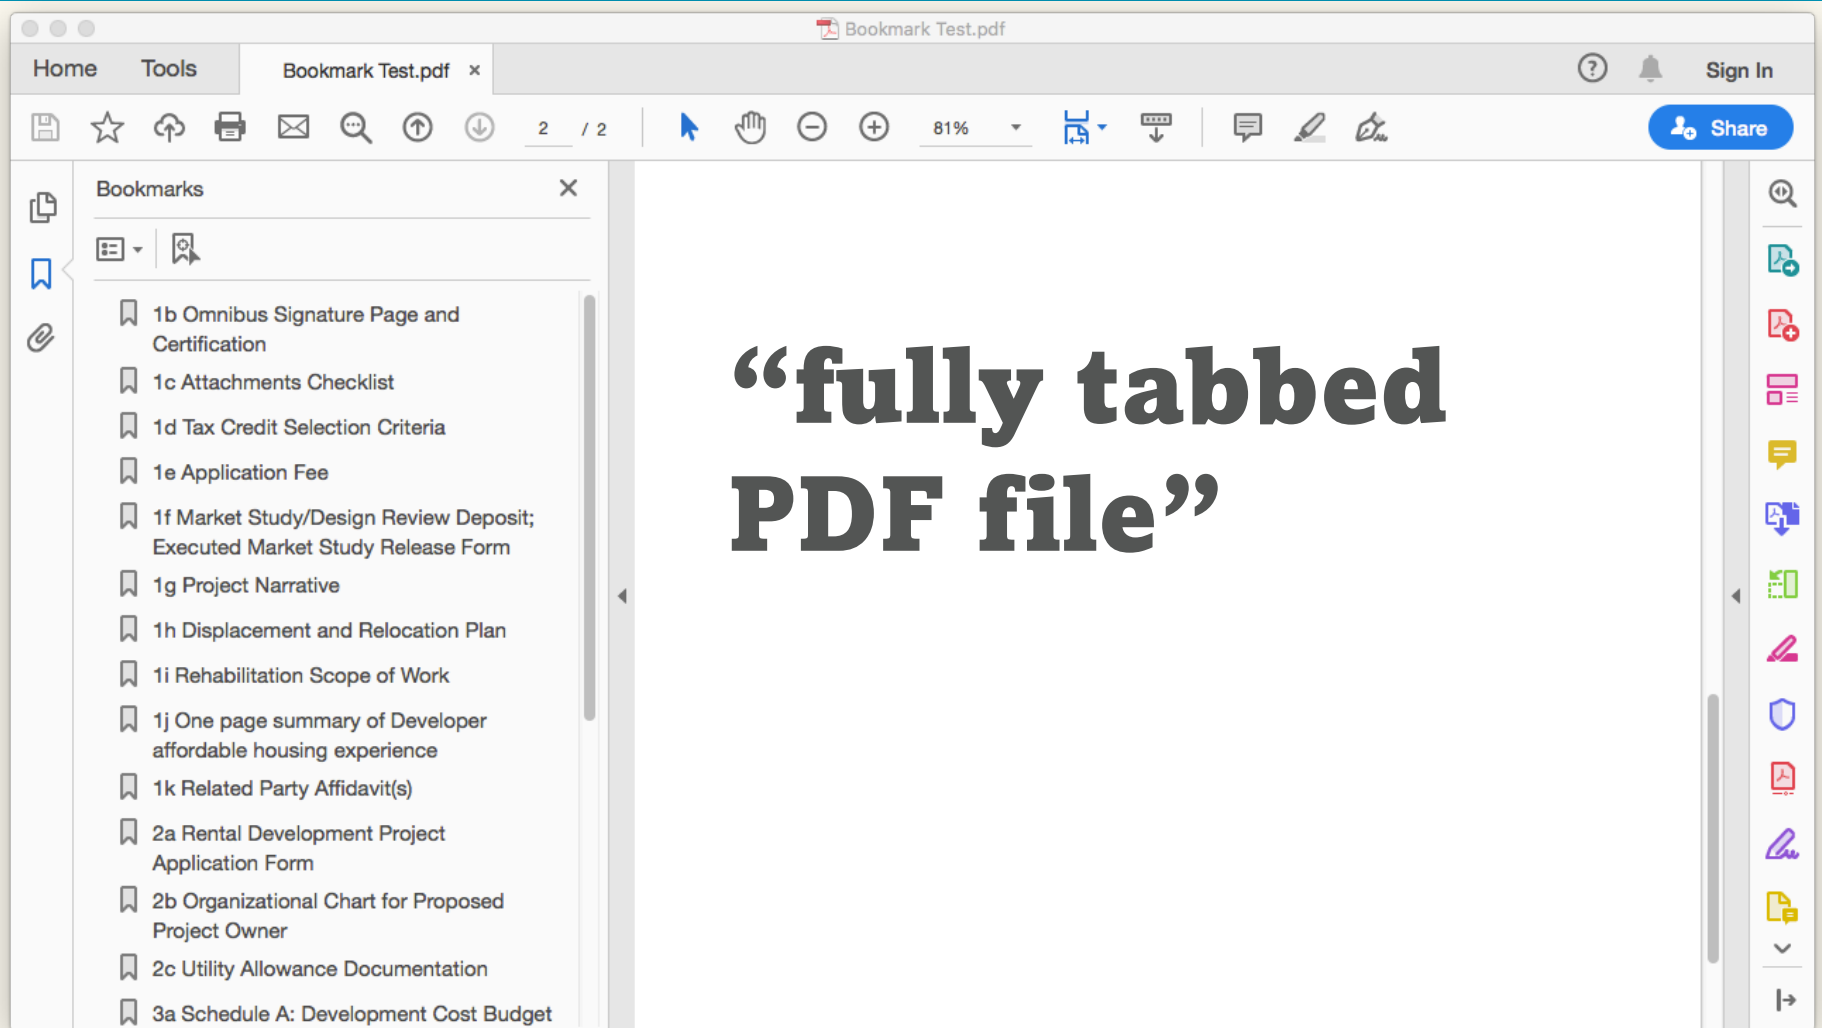 Bookmark Test.pdf
Home Tools Bookmark Test.pdf × ? Sign In
2 / 2 81% Share
Bookmarks
1b Omnibus Signature Page and
Certification
1c Attachments Checklist
1d Tax Credit Selection Criteria
1e Application Fee
1f Market Study/Design Review Deposit;
Executed Market Study Release Form
1g Project Narrative
1h Displacement and Relocation Plan
1i Rehabilitation Scope of Work
1j One page summary of Developer
affordable housing experience
1k Related Party Affidavit(s)
2a Rental Development Project
Application Form
2b Organizational Chart for Proposed
Project Owner
2c Utility Allowance Documentation
3a Schedule A: Development Cost Budget
“fully tabbed
PDF file”